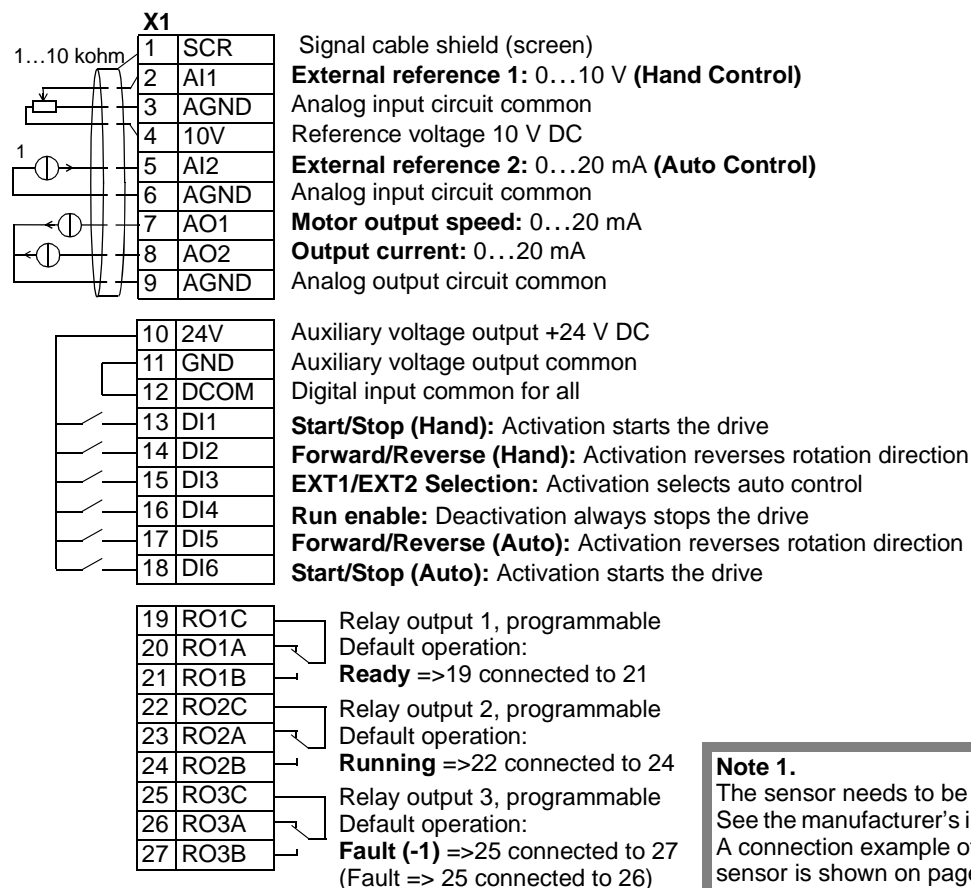 X1
1…10 kohm
1 SCR Signal cable shield (screen)
2 AI1 External reference 1: 0…10 V (Hand Control)
3 AGND Analog input circuit common
4 10V Reference voltage 10 V DC
1
5 AI2 External reference 2: 0…20 mA (Auto Control)
6 AGND Analog input circuit common
7 AO1 Motor output speed: 0…20 mA
8 AO2 Output current: 0…20 mA
9 AGND Analog output circuit common
10 24V Auxiliary voltage output +24 V DC
11 GND Auxiliary voltage output common
12 DCOM Digital input common for all
13 DI1 Start/Stop (Hand): Activation starts the drive
14 DI2 Forward/Reverse (Hand): Activation reverses rotation direction
15 DI3 EXT1/EXT2 Selection: Activation selects auto control
16 DI4 Run enable: Deactivation always stops the drive
17 DI5 Forward/Reverse (Auto): Activation reverses rotation direction
18 DI6 Start/Stop (Auto): Activation starts the drive
19 RO1C Relay output 1, programmable
20 RO1A Default operation:
21 RO1B Ready =>19 connected to 21
22 RO2C Relay output 2, programmable
23 RO2A Default operation:
24 RO2B Running =>22 connected to 24
25 RO3C Relay output 3, programmable
26 RO3A Default operation:
27 RO3B Fault (-1) =>25 connected to 27
(Fault => 25 connected to 26)
Note 1.
The sensor needs to be
See the manufacturer's
A connection example
sensor is shown on